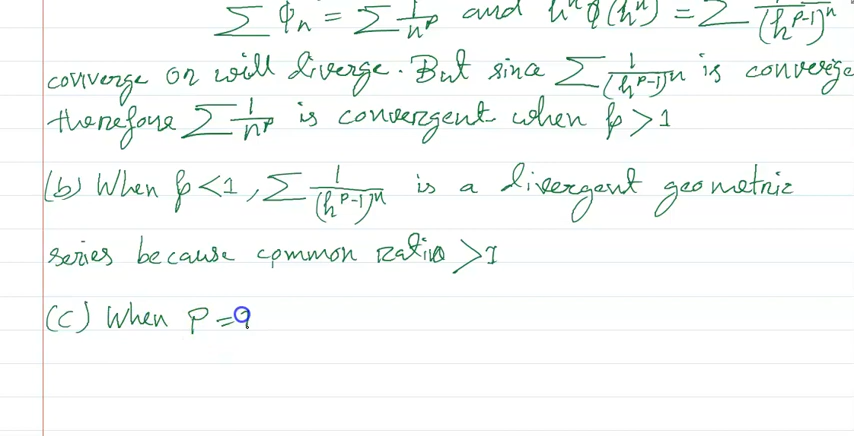 ∑ φn = ∑ 1/n^p and h^n φ(h^n) = ∑ 1/(h^(p-1))^n
converge or will diverge. But since ∑ 1/(h^(p-1))^n is converge
therefore ∑ 1/n^p is convergent when p > 1
(b) When p < 1, ∑ 1/(h^(p-1))^n is a divergent geometric
series because common ratio > 1
(c) When P =